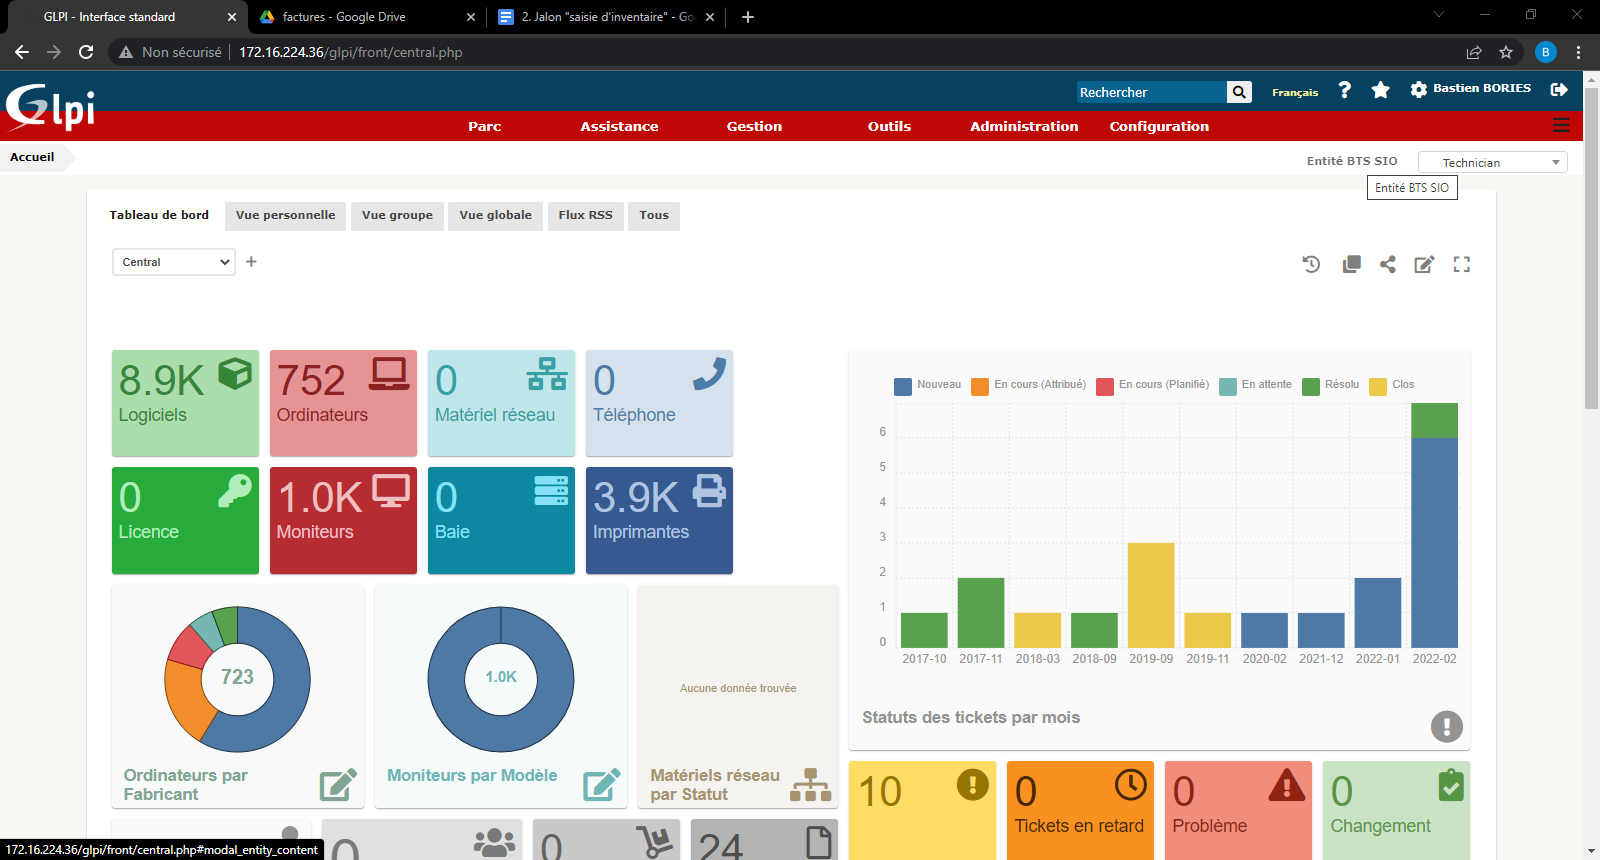 GLPI - Interface standard
factures - Google Drive
2. Jalon "saisie d'inventaire" - Go
Non sécurisé
172.16.224.36/glpi/front/central.php
B
Glpi
Rechercher
Français
Bastien BORIES
Parc
Assistance
Gestion
Outils
Administration
Configuration
Accueil
Entité BTS SIO
Technician
Entité BTS SIO
Tableau de bord
Vue personnelle
Vue groupe
Vue globale
Flux RSS
Tous
Central
8.9K
Logiciels
752
Ordinateurs
0
Matériel réseau
0
Téléphone
0
Licence
1.0K
Moniteurs
0
Baie
3.9K
Imprimantes
Nouveau
En cours (Attribué)
En cours (Planifié)
En attente
Résolu
Clos
6
5
4
3
2
1
0
2017-10
2017-11
2018-03
2018-09
2019-09
2019-11
2020-02
2021-12
2022-01
2022-02
Statuts des tickets par mois
723
Ordinateurs par
Fabricant
1.0K
Moniteurs par Modèle
Aucune donnée trouvée
Matériels réseau
par Statut
10
0
Tickets en retard
0
Problème
0
Changement
0
0
24
172.16.224.36/glpi/front/central.php#modal_entity_content